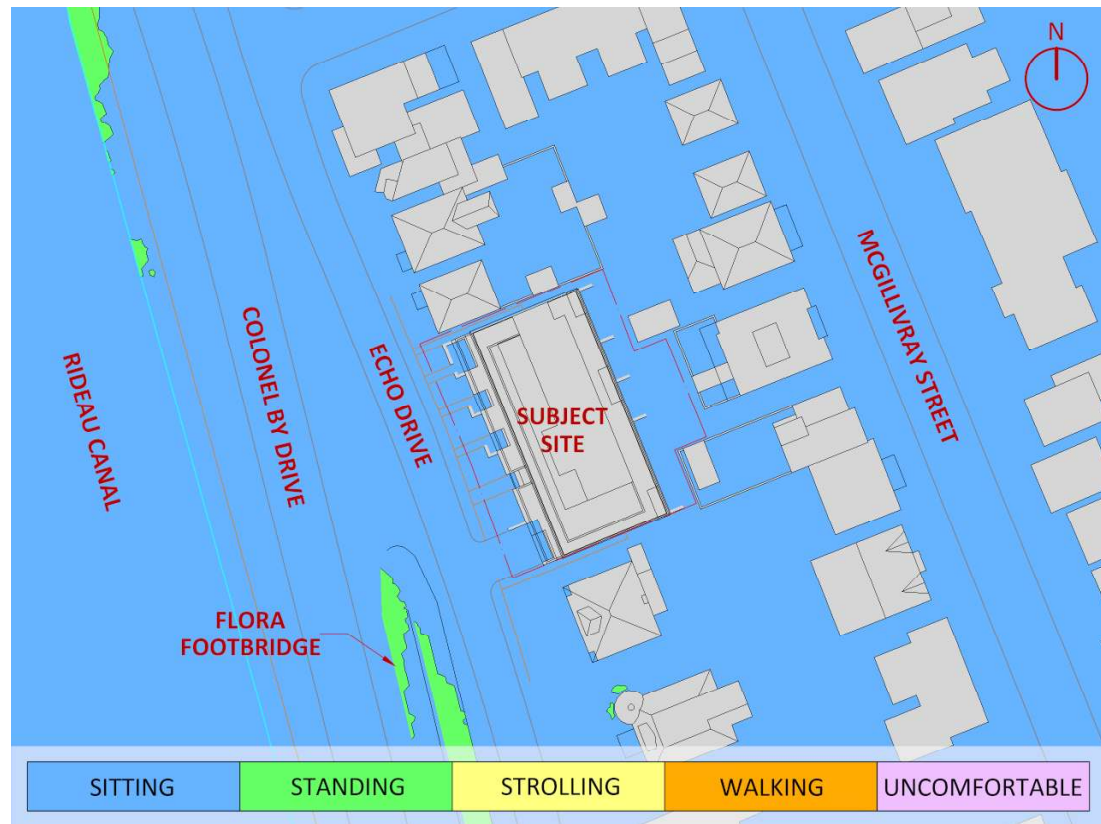 N
RIDEAU CANAL
COLONEL BY DRIVE
ECHO DRIVE
MCGILLIVRAY STREET
SUBJECT
SITE
FLORA
FOOTBRIDGE
SITTING
STANDING
STROLLING
WALKING
UNCOMFORTABLE